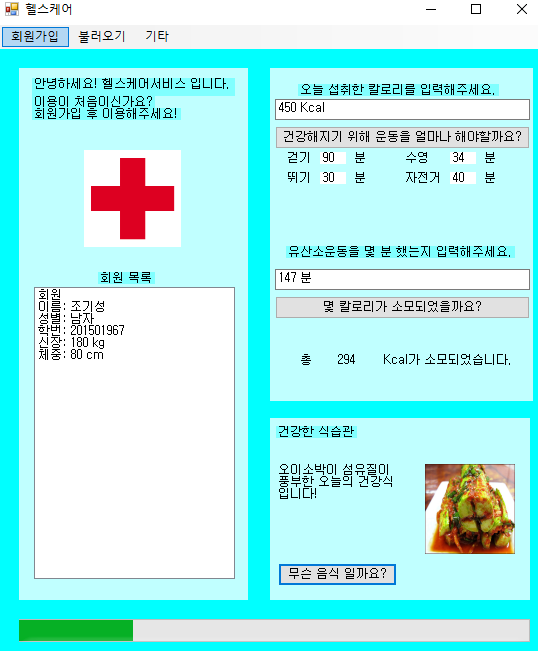 헬스케어
회원가입 불러오기 기타
안녕하세요! 헬스케어서비스 입니다.
이용이 처음이신가요?
회원가입 후 이용해주세요!
회원 목록
회원
이름: 조기성
성별: 남자
학번: 201501967
신장: 180 kg
체중: 80 cm
오늘 섭취한 칼로리를 입력해주세요.
450 Kcal
건강해지기 위해 운동을 얼마나 해야할까요?
걷기 90 분 수영 34 분
뛰기 30 분 자전거 40 분
유산소운동을 몇 분 했는지 입력해주세요.
147 분
몇 칼로리가 소모되었을까요?
총 294 Kcal가 소모되었습니다.
건강한 식습관
오이소박이 섬유질이
풍부한 오늘의 건강식
입니다!
무슨 음식 일까요?